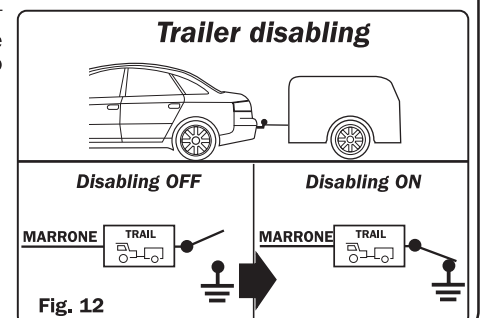 Trailer disabling
Disabling OFF
Disabling ON
MARRONE
TRAIL
MARRONE
TRAIL
Fig. 12